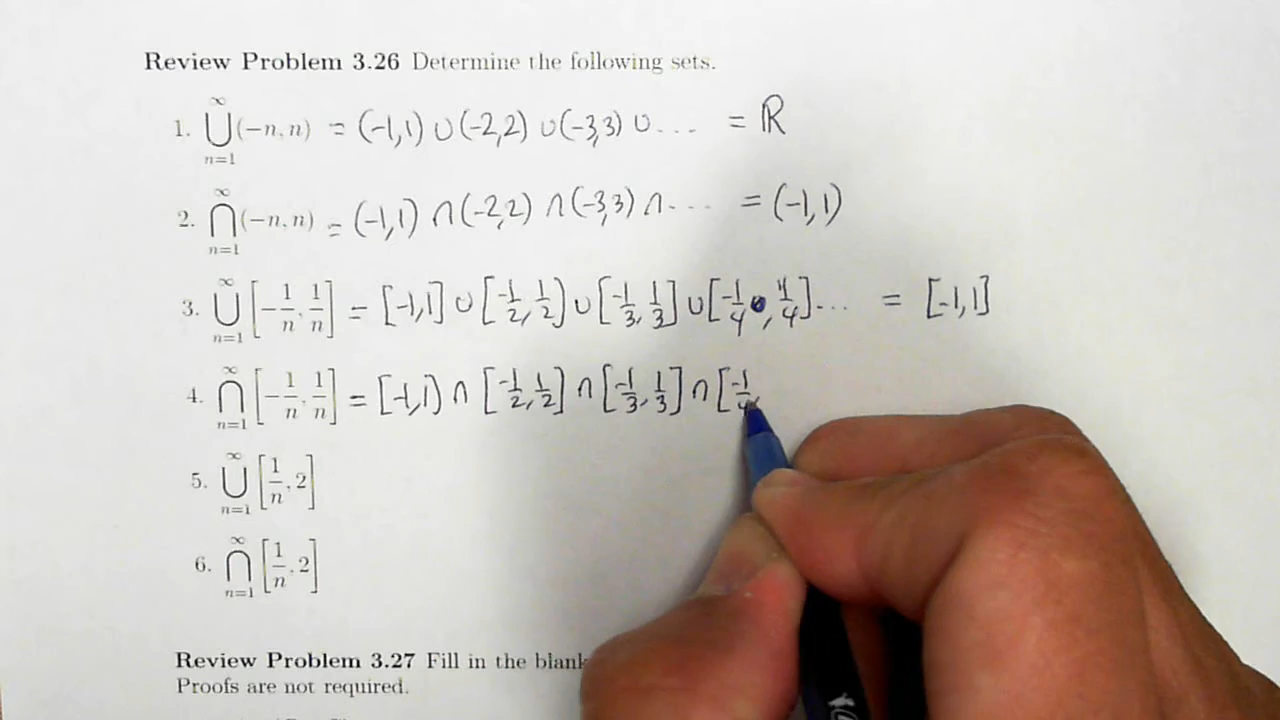 Review Problem 3.26 Determine the following sets.
1. ⋃_{n=1}^{∞} (−n, n) = (-1,1) ∪ (-2,2) ∪ (-3,3) ∪ ... = ℝ
2. ⋂_{n=1}^{∞} (−n, n) = (-1,1) ∩ (-2,2) ∩ (-3,3) ∩ .... = (-1,1)
3. ⋃_{n=1}^{∞} [−1/n, 1/n] = [-1,1] ∪ [-1/2, 1/2] ∪ [-1/3, 1/3] ∪ [-1/4, 1/4] ... = [-1,1]
4. ⋂_{n=1}^{∞} [−1/n, 1/n] = [-1,1] ∩ [-1/2, 1/2] ∩ [-1/3, 1/3] ∩ [-1/4,
5. ⋃_{n=1}^{∞} [1/n, 2]
6. ⋂_{n=1}^{∞} [1/n, 2]
Review Problem 3.27 Fill in the blank
Proofs are not required.